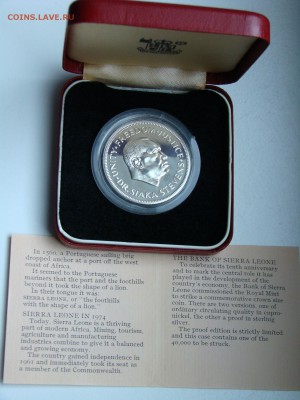 COINS.LAVE.RU
UNITY·FREEDOM·JUSTICE
DR. SIAKA STEVENS
In 1462, a Portuguese sailing brig
dropped anchor at a port off the west
coast of Africa.
It seemed to the Portuguese
mariners that the port and the foothills
beyond it took the shape of a lion.
In their tongue it was
SIERRA LEONE, or "the foothills
with the shape of a lion."
SIERRA LEONE IN 1974
Today, Sierra Leone is a thriving
part of modern Africa. Mining, tourism,
agriculture and manufacturing
industries combine to give it a balanced
and growing economy.
The country gained independence in
1961 and immediately took its seat as
a member of the Commonwealth.
THE BANK OF SIERRA LEONE
To celebrate its tenth anniversary
and to mark the central role it has
played in the development of the
country's economy, the Bank of Sierra
Leone commissioned the Royal Mint
to strike a commemorative crown size
coin. There are two versions, one of
ordinary circulating quality in cupro-
nickel, the other a proof in sterling
silver.
The proof edition is strictly limited
and this case contains one of the
40,000 to be struck.